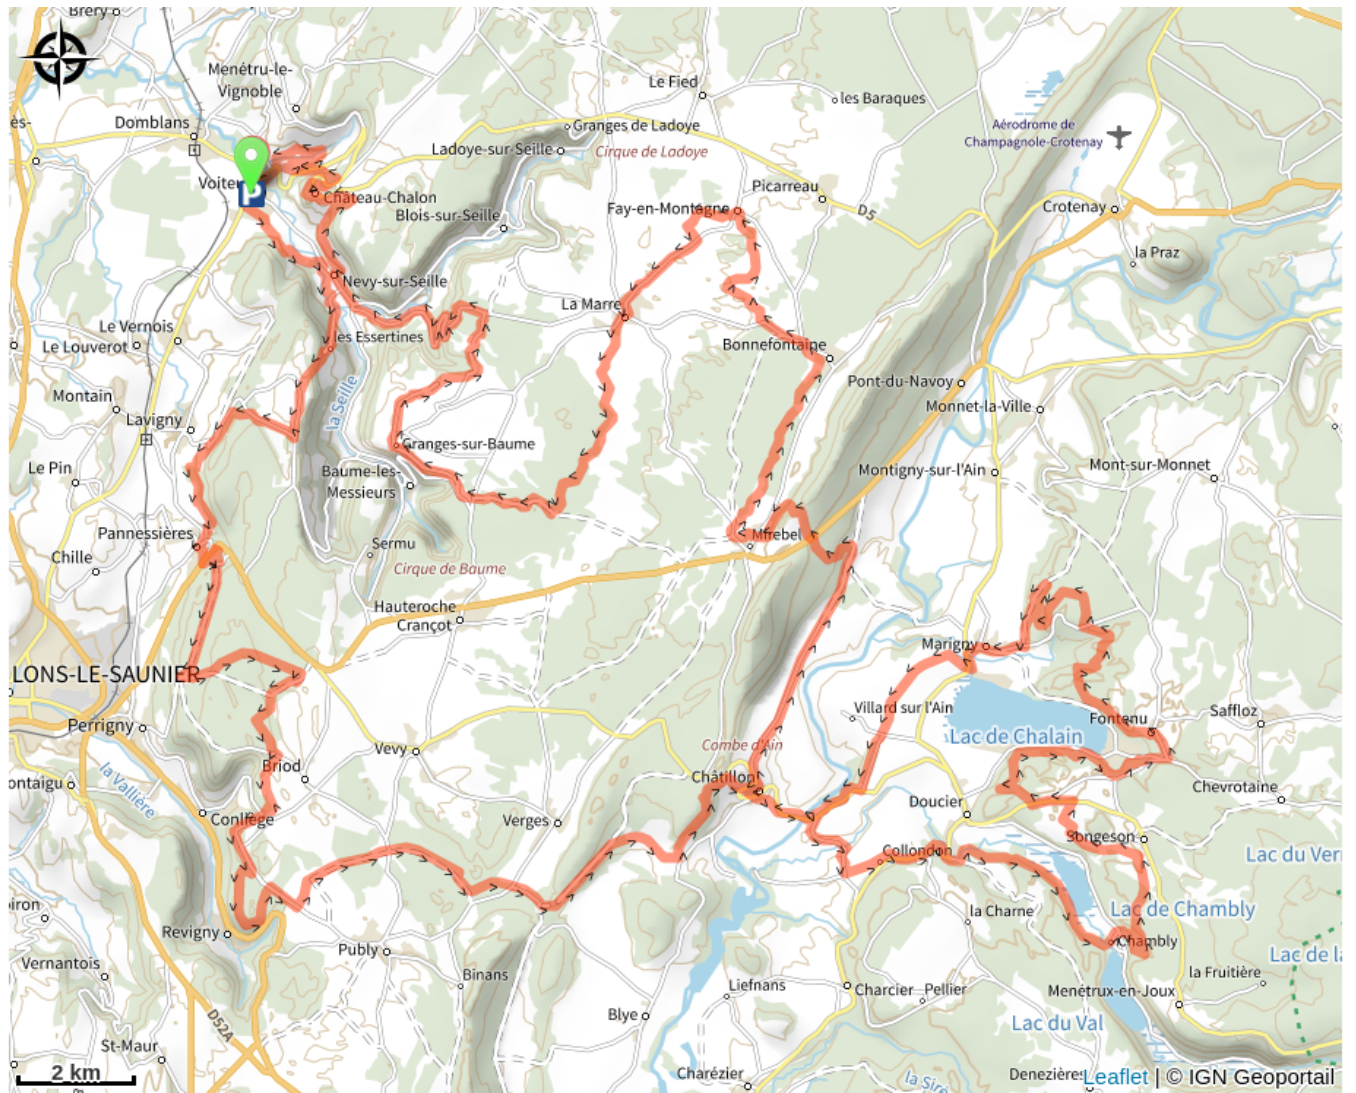 Bréry
Menétru-le-
Vignoble
Le Fied
les Baraques
Domblans
Granges de Ladoye
Aérodrome de
Champagnole-Crotenay
Ladoye-sur-Seille
Cirque de Ladoye
P
Château-Chalon
Picarreau
Blois-sur-Seille
Fay-en-Montagne
D5
Crotenay
la Praz
Nevy-sur-Seille
La Marre
Le Vernois
les Essertines
Le Louverot
Bonnefontaine
Pont-du-Navoy
Montain
la Seille
Monnet-la-Ville
Lavigny
Granges-sur-Baume
Le Pin
Baume-les-
Messieurs
Montigny-sur-l'Ain
Mont-sur-Monnet
Pannessières
Mirebel
Chille
Sermu
Cirque de Baume
Hauteroche
Crançot
Marigny
LONS-LE-SAUNIER
Villard sur l'Ain
Saffloz
Fontenu
Perrigny
Lac de Chalain
Vevy
Combe d'Ain
Briod
Châtillon
la Vallière
Chevrotaine
Doucier
Conliège
Verges
Songeson
Collondon
Lac de Chambly
la Charne
Revigny
Chambly
Publy
Vernantois
Binans
la Fruitière
Liefnans
Charcier
Pellier
Menétrux-en-Joux
Blye
Lac du Val
D52A
St-Maur
2 km
Charézier
la Sire
Denezières
Leaflet | © IGN Geoportail